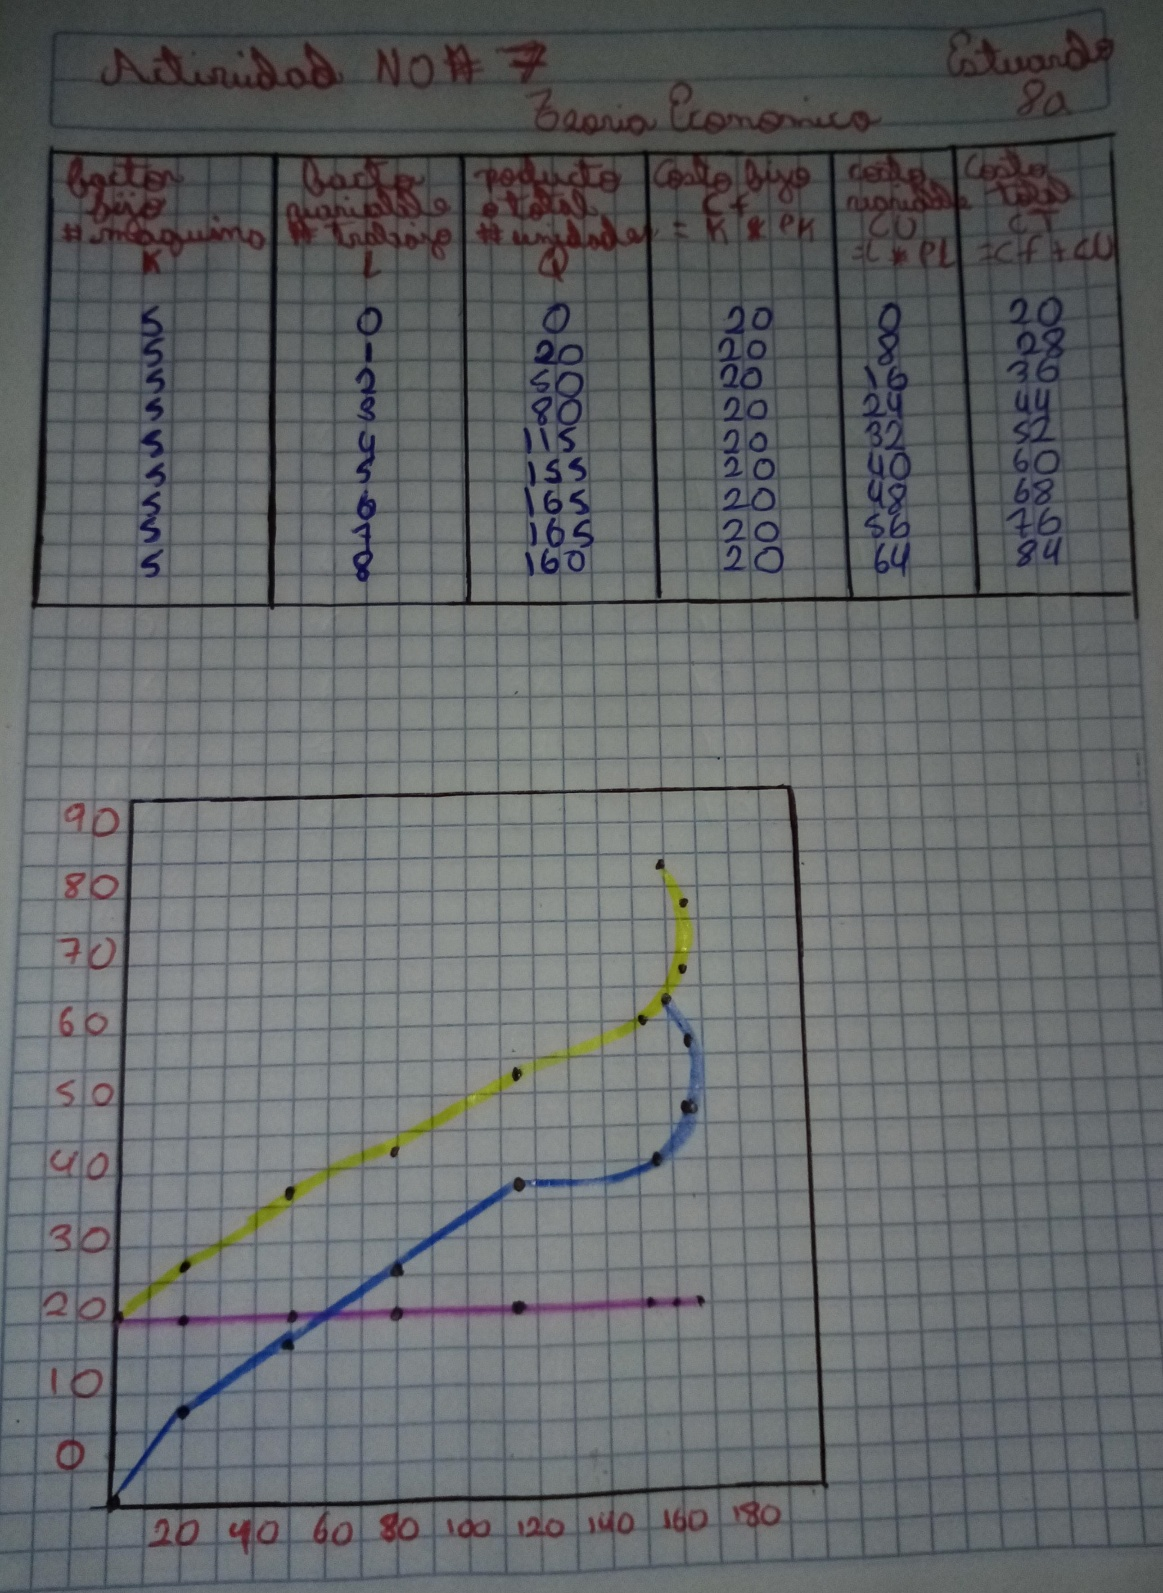 Actividad NO# 7 Estuardo
Teoria Economica 8a
factor fijo # maquina K | facto variable # trabajo L | producto total # unidades Q | Costo fijo Cf = K * PK | costo variable CU =L * PL | Costo total CT =Cf + CU
5 0 0 20 0 20
5 1 20 20 8 28
5 2 50 20 16 36
5 3 80 20 24 44
5 4 115 20 32 52
5 5 155 20 40 60
5 6 165 20 48 68
5 7 165 20 56 76
5 8 160 20 64 84
90
80
70
60
50
40
30
20
10
0
20 40 60 80 100 120 140 160 180